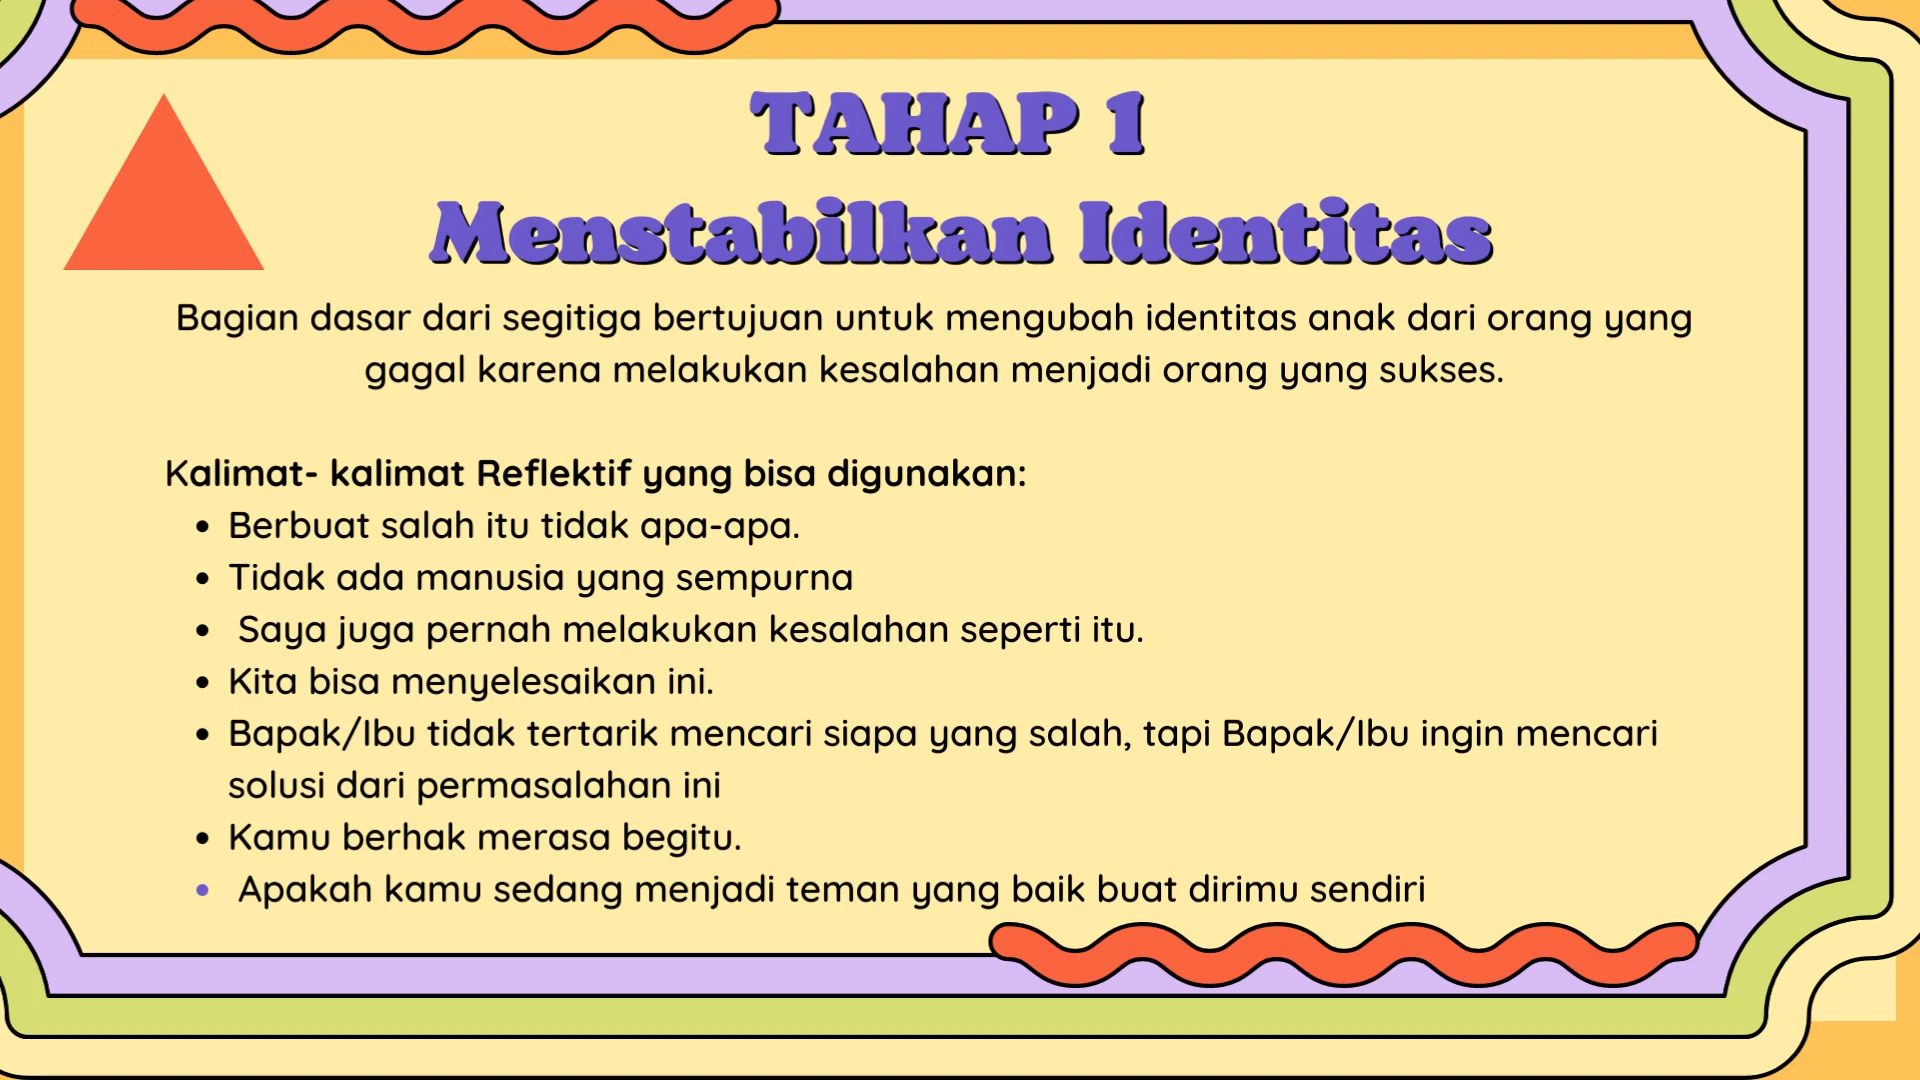 TAHAP 1
Menstabilkan Identitas
Bagian dasar dari segitiga bertujuan untuk mengubah identitas anak dari orang yang
gagal karena melakukan kesalahan menjadi orang yang sukses.
Kalimat- kalimat Reflektif yang bisa digunakan:
• Berbuat salah itu tidak apa-apa.
• Tidak ada manusia yang sempurna
• Saya juga pernah melakukan kesalahan seperti itu.
• Kita bisa menyelesaikan ini.
• Bapak/Ibu tidak tertarik mencari siapa yang salah, tapi Bapak/Ibu ingin mencari
solusi dari permasalahan ini
• Kamu berhak merasa begitu.
• Apakah kamu sedang menjadi teman yang baik buat dirimu sendiri